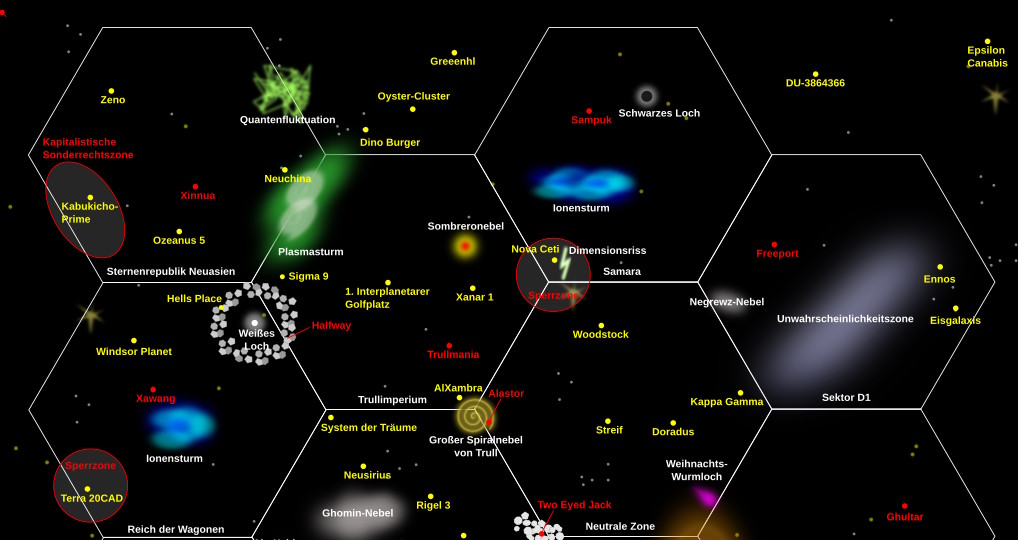 Greeenhl
Epsilon
Canabis
DU-3864366
Oyster-Cluster
Zeno
Quantenfluktuation
Sampuk
Schwarzes Loch
Kapitalistische
Sonderrechtszone
Dino Burger
Neuchina
Xinnua
Kabukicho-
Prime
Ionensturm
Sombreronebel
Ozeanus 5
Plasmasturm
Nova Ceti
Dimensionsriss
Freeport
Sternenrepublik Neuasien
Sigma 9
Samara
Ennos
1. Interplanetarer
Golfplatz
Xanar 1
Sperrzone
Hells Place
Negrewz-Nebel
Unwahrscheinlichkeitszone
Eisgalaxis
Halfway
Weißes
Loch
Woodstock
Windsor Planet
Trullmania
AlXambra
Alastor
Xawang
Trullimperium
Kappa Gamma
Sektor D1
System der Träume
Streif
Doradus
Großer Spiralnebel
von Trull
Ionensturm
Sperrzone
Weihnachts-
Wurmloch
Neusirius
Terra 20CAD
Rigel 3
Two Eyed Jack
Ghomin-Nebel
Ghultar
Reich der Wagonen
Neutrale Zone